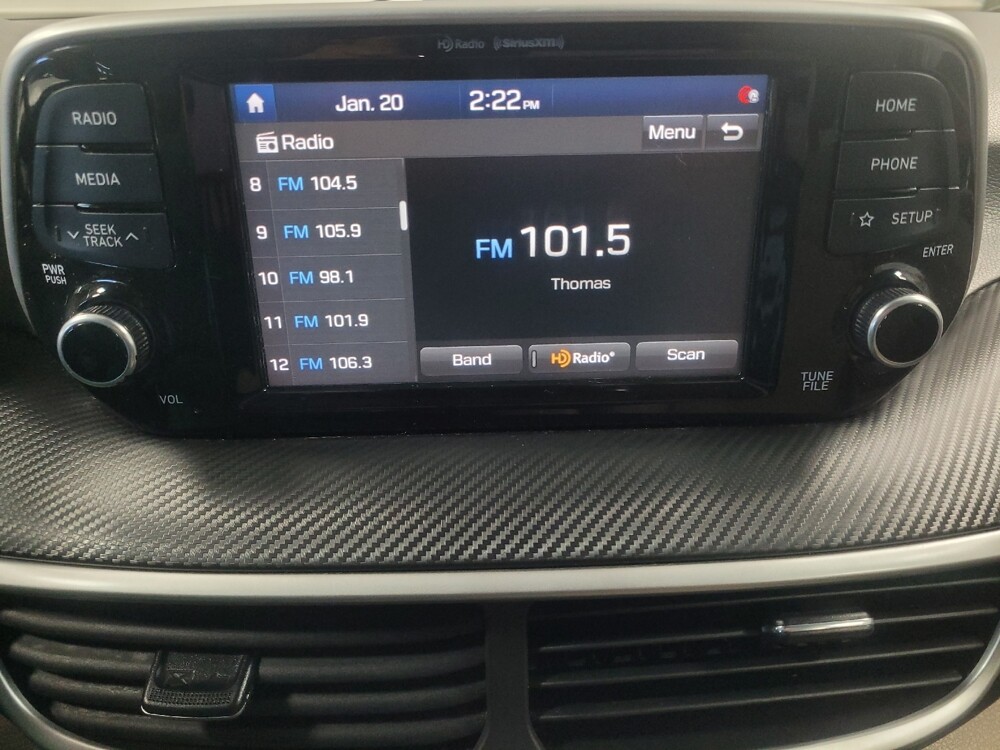 HD Radio SiriusXM
RADIO
MEDIA
SEEK
TRACK
PWR
PUSH
VOL
Jan. 20 2:22 PM
Radio
Menu
8 FM 104.5
9 FM 105.9
10 FM 98.1
11 FM 101.9
12 FM 106.3
FM 101.5
Thomas
Band HD Radio® Scan
HOME
PHONE
☆ SETUP
ENTER
TUNE
FILE